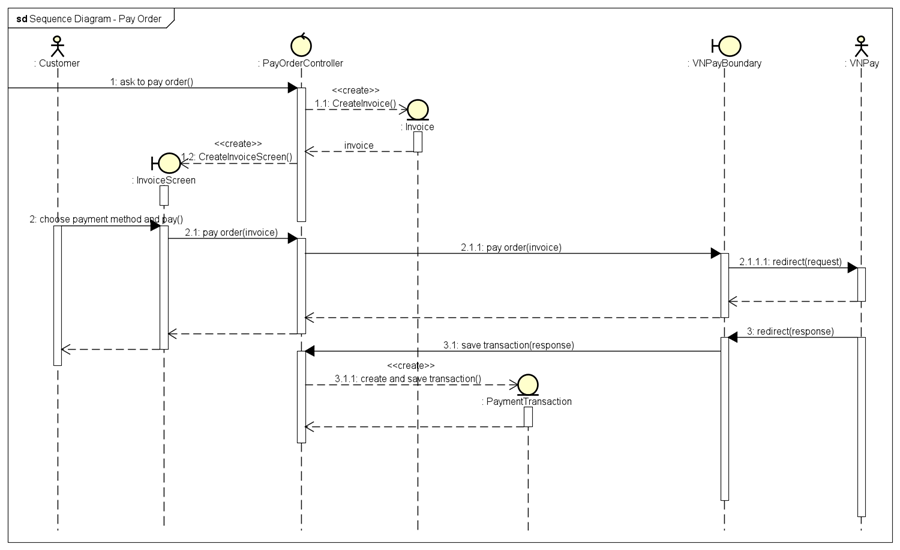 sd Sequence Diagram - Pay Order
: Customer
: PayOrderController
: VNPayBoundary
: VNPay
1: ask to pay order()
<<create>>
1.1: CreateInvoice()
: Invoice
invoice
<<create>>
1.2: CreateInvoiceScreen()
: InvoiceScreen
2: choose payment method and pay()
2.1: pay order(invoice)
2.1.1: pay order(invoice)
2.1.1.1: redirect(request)
3: redirect(response)
3.1: save transaction(response)
<<create>>
3.1.1: create and save transaction()
: PaymentTransaction